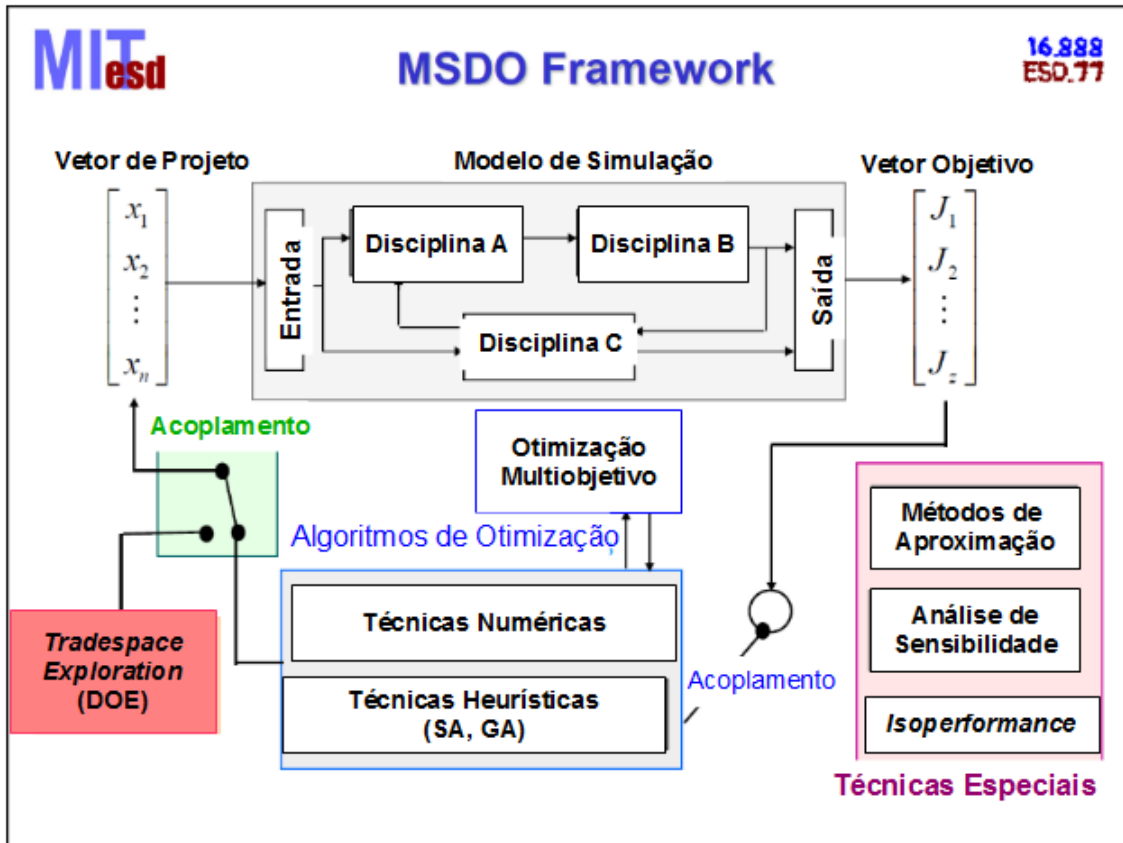 MITesd
MSDO Framework
16.888
ESD.77
Vetor de Projeto
Modelo de Simulação
Vetor Objetivo
x1
x2
⋮
xn
Entrada
Disciplina A
Disciplina B
Disciplina C
Saída
J1
J2
⋮
Jz
Acoplamento
Otimização
Multiobjetivo
Algoritmos de Otimização
Tradespace
Exploration
(DOE)
Técnicas Numéricas
Técnicas Heurísticas
(SA, GA)
Acoplamento
Métodos de
Aproximação
Análise de
Sensibilidade
Isoperformance
Técnicas Especiais